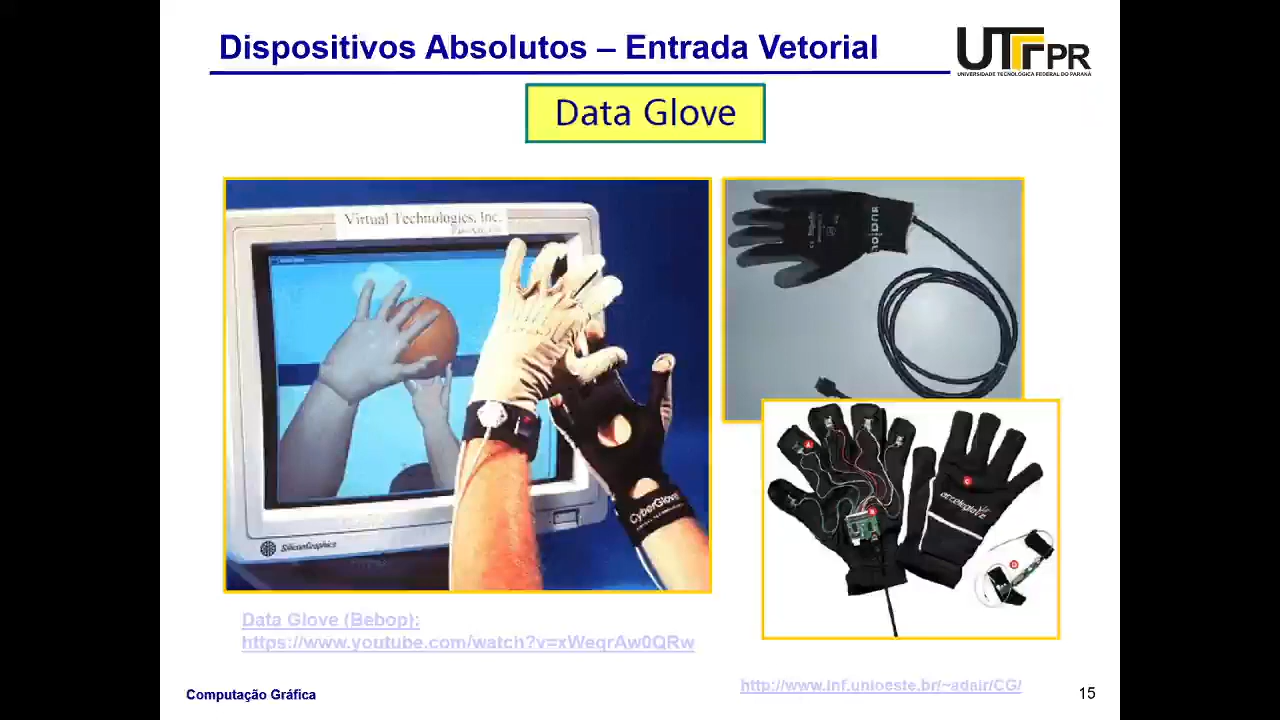 Dispositivos Absolutos – Entrada Vetorial
UTFPR
UNIVERSIDADE TECNOLÓGICA FEDERAL DO PARANÁ
Data Glove
Virtual Technologies, Inc.
SiliconGraphics
CyberGlove
A
B
C
acceleglove
D
Data Glove (Bebop):
https://www.youtube.com/watch?v=xWeqrAw0QRw
http://www.inf.unioeste.br/~adair/CG/
Computação Gráfica
15